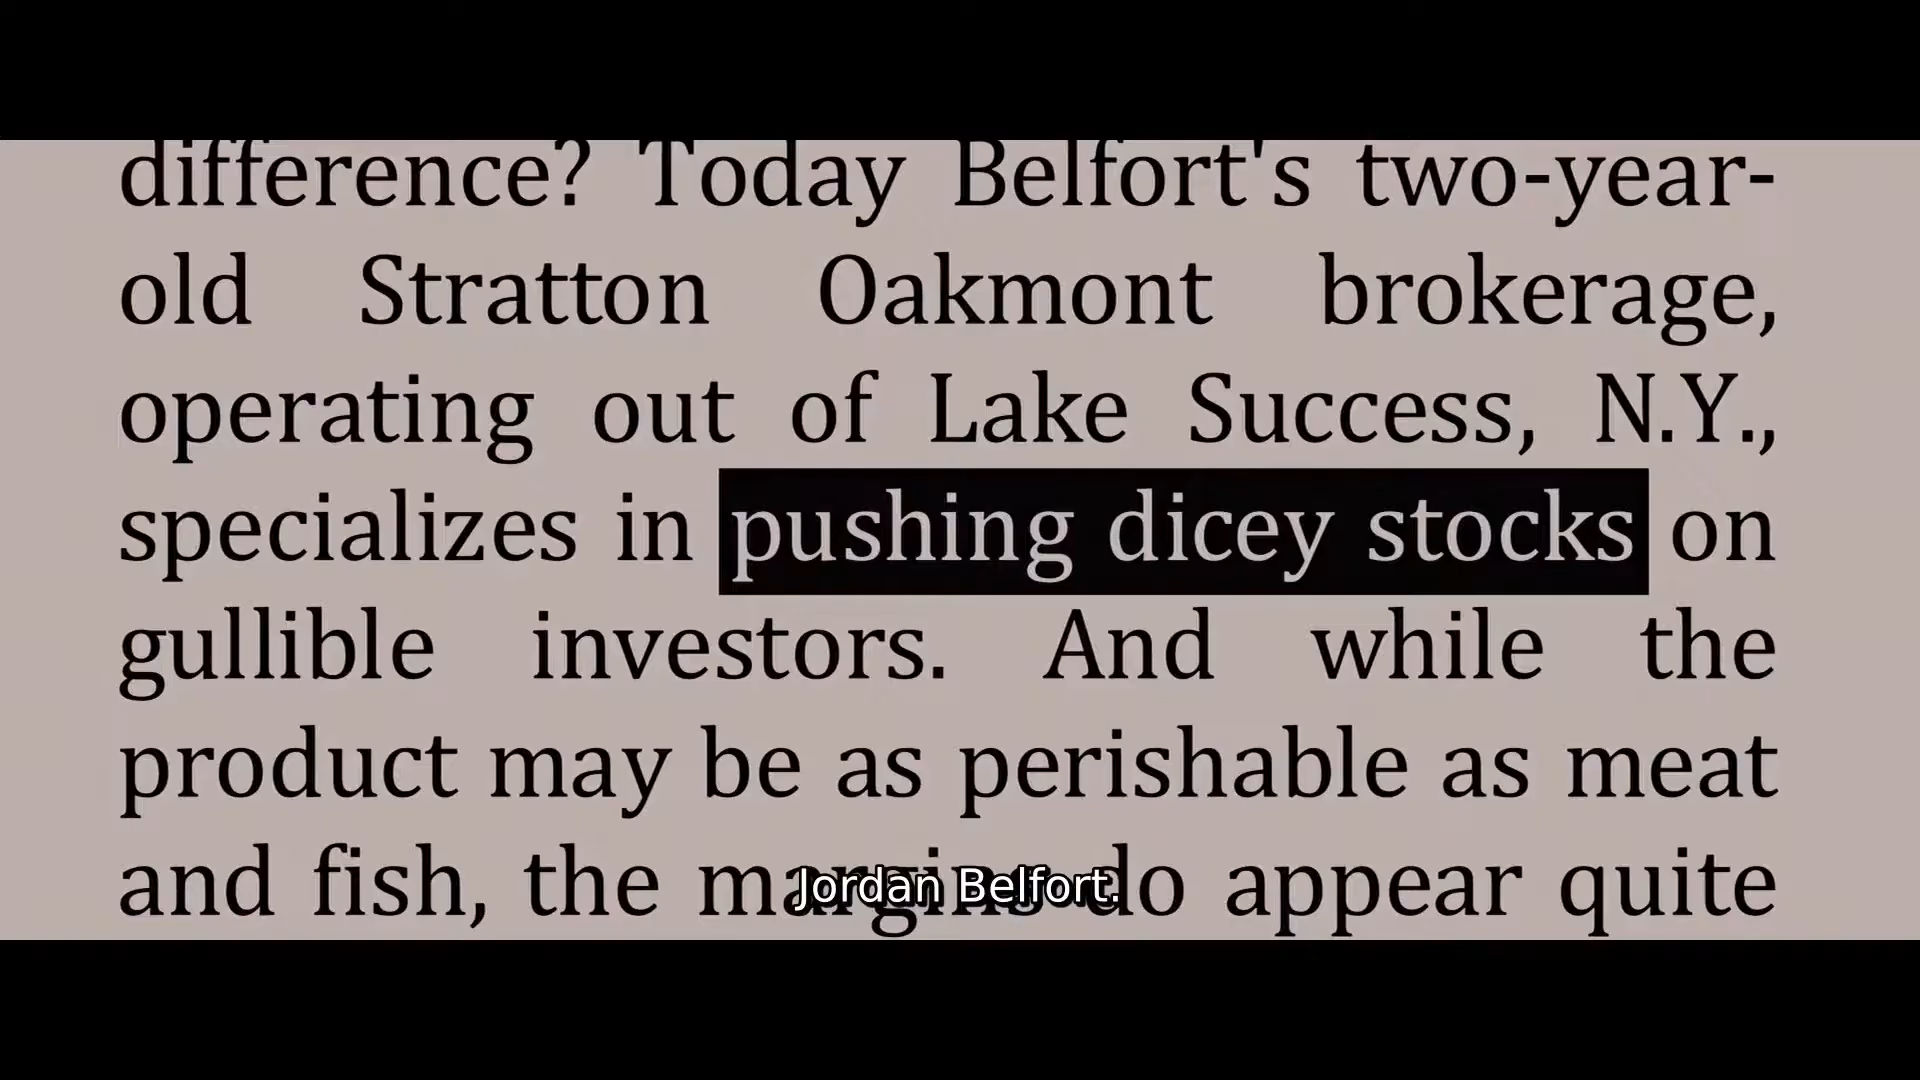 difference? Today Belfort's two-year-
old Stratton Oakmont brokerage,
operating out of Lake Success, N.Y.,
specializes in pushing dicey stocks on
gullible investors. And while the
product may be as perishable as meat
and fish, the margins do appear quite
Jordan Belfort.